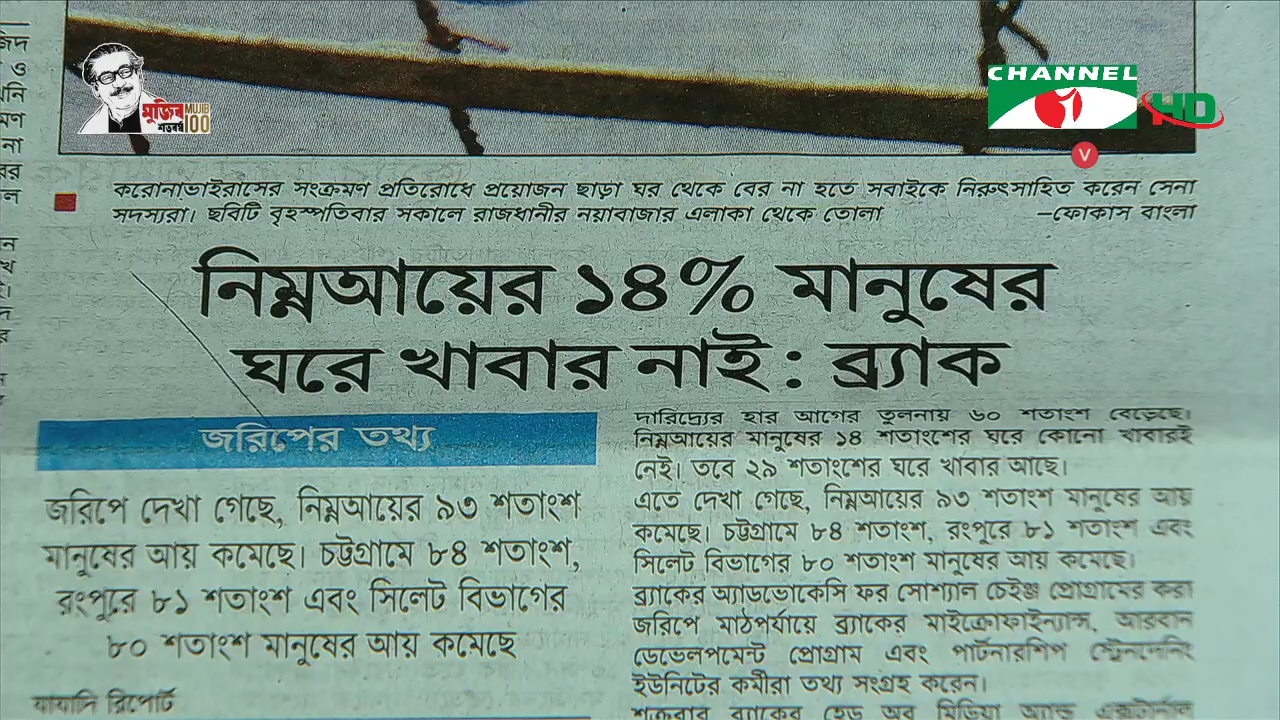 মুজিব
শতবর্ষ
MUJIB
100
CHANNEL
i
HD
V
করোনাভাইরাসের সংক্রমণ প্রতিরোধে প্রয়োজন ছাড়া ঘর থেকে বের না হতে সবাইকে নিরুৎসাহিত করেন সেনা
সদস্যরা। ছবিটি বৃহস্পতিবার সকালে রাজধানীর নয়াবাজার এলাকা থেকে তোলা –ফোকাস বাংলা
নিম্নআয়ের ১৪% মানুষের
ঘরে খাবার নাই : ব্র্যাক
জরিপের তথ্য
জরিপে দেখা গেছে, নিম্নআয়ের ৯৩ শতাংশ
মানুষের আয় কমেছে। চট্টগ্রামে ৮৪ শতাংশ,
রংপুরে ৮১ শতাংশ এবং সিলেট বিভাগের
৮০ শতাংশ মানুষের আয় কমেছে
যাযাদি রিপোর্ট
দারিদ্র্যের হার আগের তুলনায় ৬০ শতাংশ বেড়েছে।
নিম্নআয়ের মানুষের ১৪ শতাংশের ঘরে কোনো খাবারই
নেই। তবে ২৯ শতাংশের ঘরে খাবার আছে।
এতে দেখা গেছে, নিম্নআয়ের ৯৩ শতাংশ মানুষের আয়
কমেছে। চট্টগ্রামে ৮৪ শতাংশ, রংপুরে ৮১ শতাংশ এবং
সিলেট বিভাগের ৮০ শতাংশ মানুষের আয় কমেছে।
ব্র্যাকের অ্যাডভোকেসি ফর সোশ্যাল চেইঞ্জ প্রোগ্রামের করা
জরিপে মাঠপর্যায়ে ব্র্যাকের মাইক্রোফাইন্যান্স, আরবান
ডেভেলপমেন্ট প্রোগ্রাম এবং পার্টনারশিপ স্ট্রেনদেনিং
ইউনিটের কর্মীরা তথ্য সংগ্রহ করেন।
শুক্রবার ব্র্যাকের হেড অব মিডিয়া অ্যান্ড এক্সটার্নাল